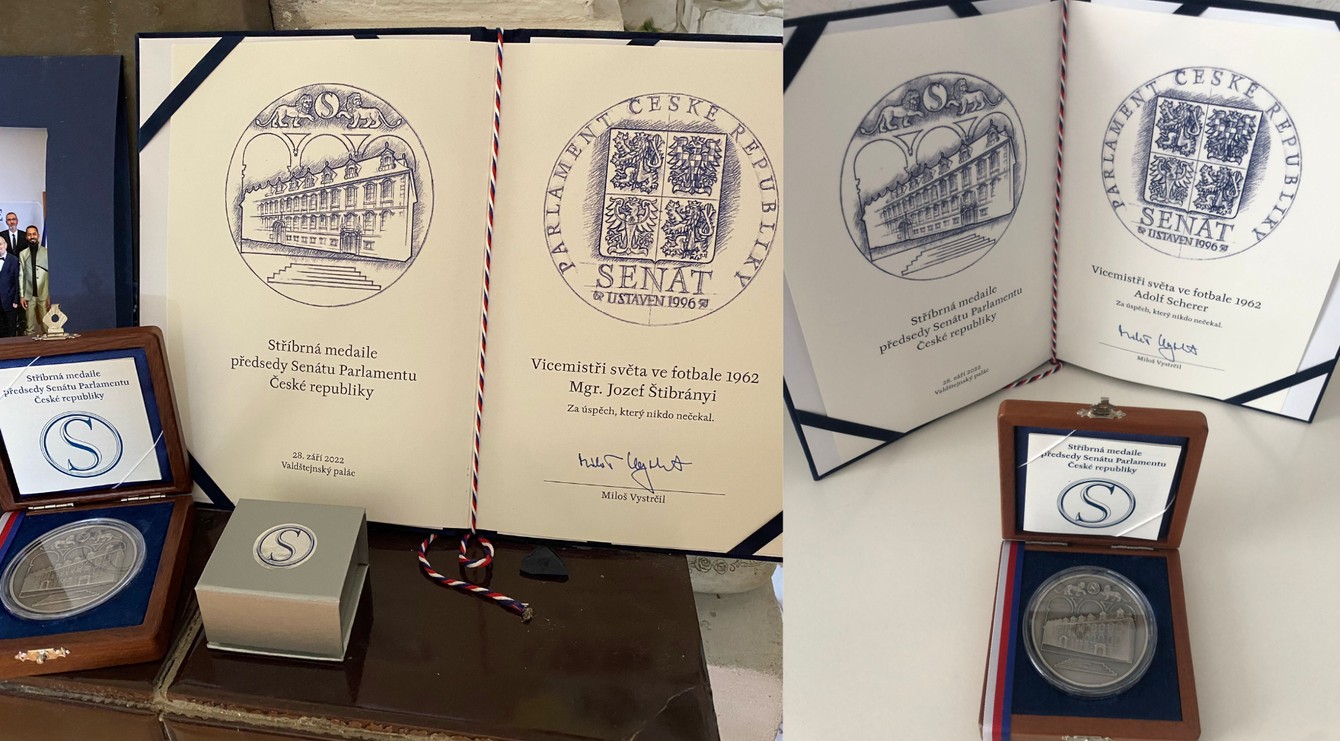 Stříbrná medaile
předsedy Senátu Parlamentu
České republiky
S
S
S
Stříbrná medaile
předsedy Senátu Parlamentu
České republiky
28. září 2022
Valdštejnský palác
PARLAMENT ČESKÉ REPUBLIKY
SENÁT
USTAVEN 1996
Vicemistři světa ve fotbale 1962
Mgr. Jozef Štibrányi
Za úspěch, který nikdo nečekal.
Miloš Vystrčil
Miloš Vystrčil
S
Stříbrná medaile
předsedy Senátu Parlamentu
České republiky
28. září 2022
Valdštejnský palác
PARLAMENT ČESKÉ REPUBLIKY
SENÁT
USTAVEN 1996
Vicemistři světa ve fotbale 1962
Adolf Scherer
Za úspěch, který nikdo nečekal.
Miloš Vystrčil
Miloš Vystrčil
Stříbrná medaile
předsedy Senátu Parlamentu
České republiky
S